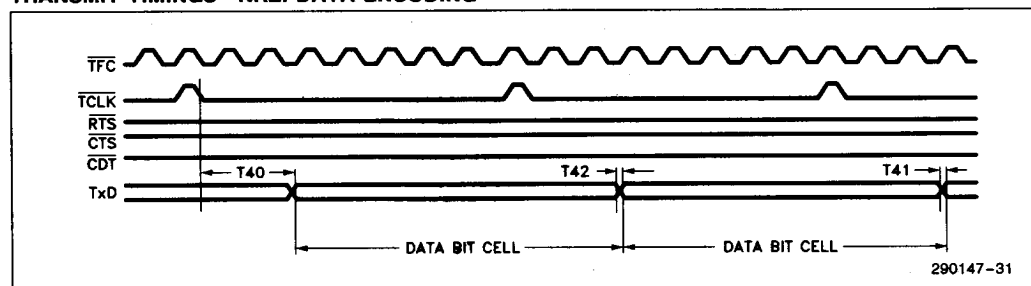 TRANSMIT TIMINGS—NRZI DATA ENCODING
TFC
TCLK
RTS
CTS
CDT
T40
T42
T41
TxD
DATA BIT CELL
DATA BIT CELL
290147–31